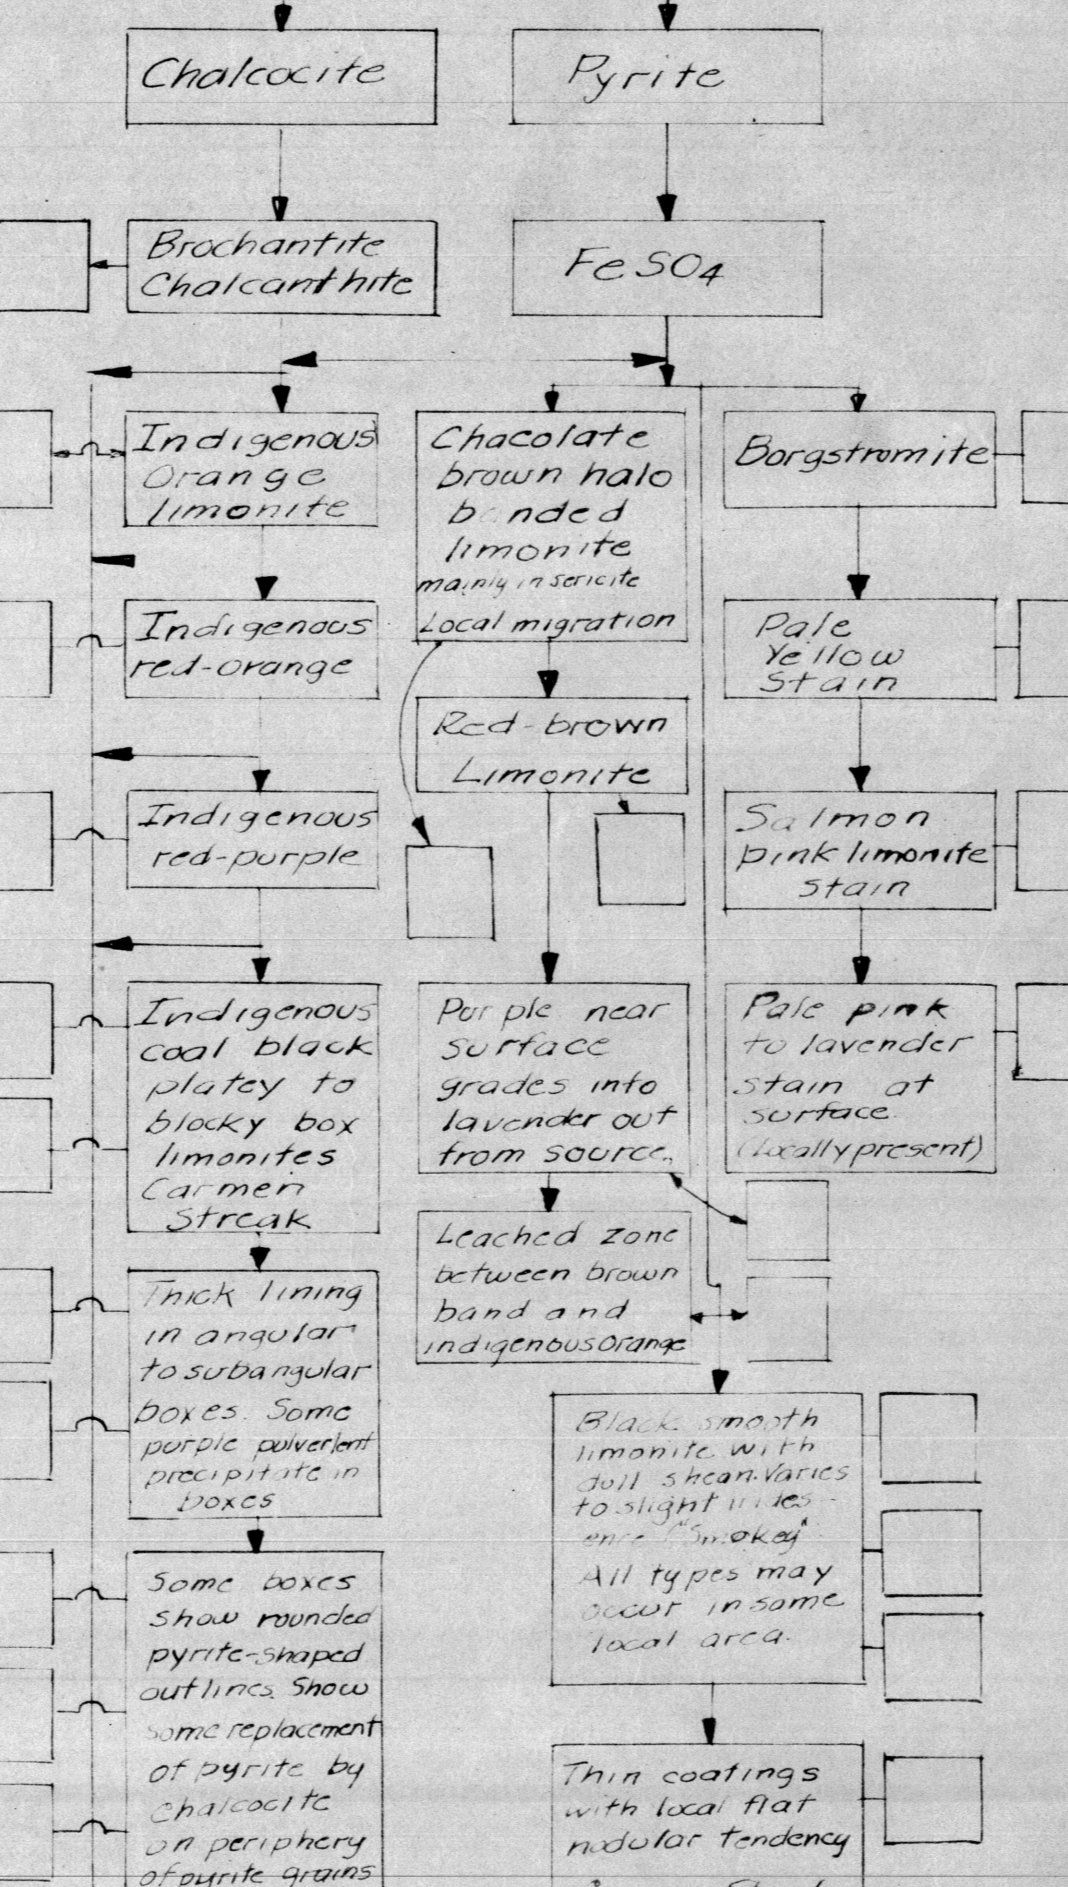 Chalcocite
Pyrite
Brochantite
Chalcanthite
FeSO4
Indigenous
Orange
limonite
Chacolate
brown halo
banded
limonite
mainly in sericite
Local migration
Borgstromite
Indigenous
red-orange
Pale
Yellow
Stain
Red-brown
Limonite
Indigenous
red-purple
Salmon
pink limonite
stain
Indigenous
coal black
platey to
blocky box
limonites
Carmen
Streak
Purple near
surface
grades into
lavender out
from source.
Pale pink
to lavender
stain at
surface.
(Locally present)
Leached zone
between brown
band and
indigenous orange
Thick lining
in angular
to subangular
boxes. Some
purple pulverlent
precipitate in
boxes
Black smooth
limonite with
dull shean. Varies
to slight irides-
ence "Smokey"
All types may
occur in same
local area.
Some boxes
show rounded
pyrite-shaped
outlines. Show
some replacement
of pyrite by
chalcocite
on periphery
of pyrite grains
Thin coatings
with local flat
nodular tendency